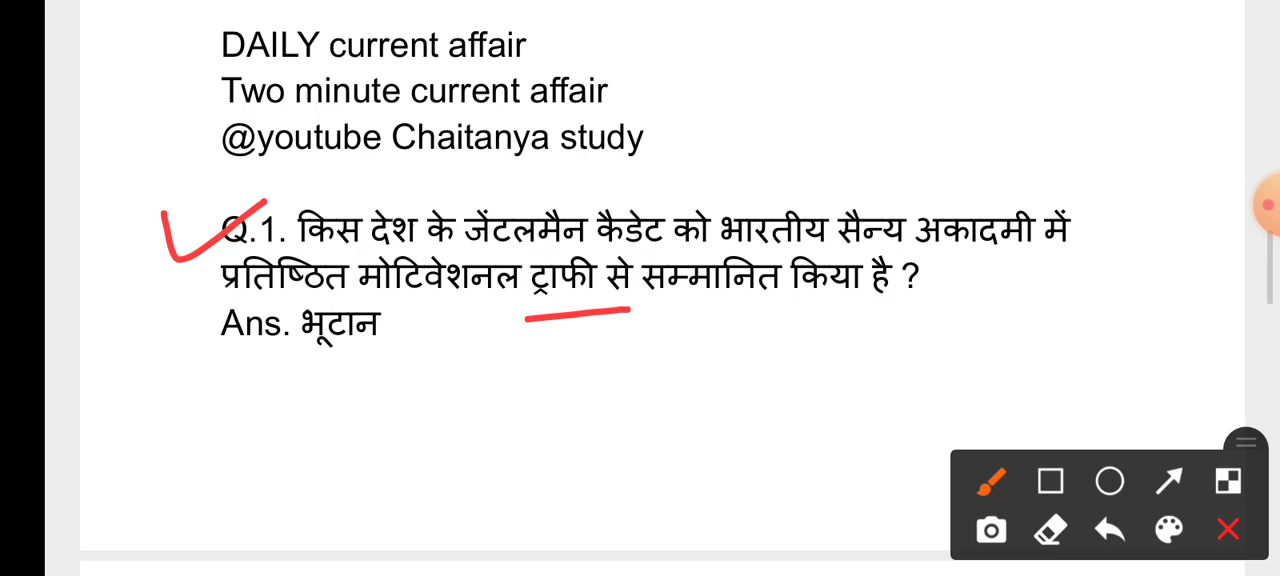 DAILY current affair
Two minute current affair
@youtube Chaitanya study
Q.1. किस देश के जेंटलमैन कैडेट को भारतीय सैन्य अकादमी में
प्रतिष्ठित मोटिवेशनल ट्राफी से सम्मानित किया है ?
Ans. भूटान